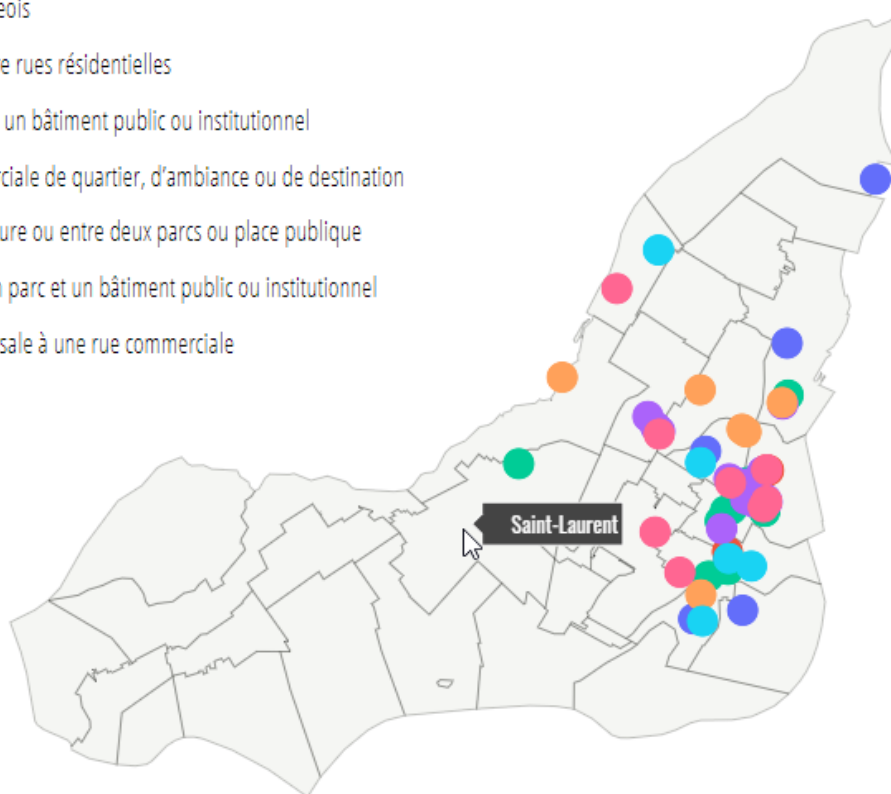 eois
e rues résidentielles
un bâtiment public ou institutionnel
ciale de quartier, d'ambiance ou de destination
ure ou entre deux parcs ou place publique
parc et un bâtiment public ou institutionnel
sale à une rue commerciale
Saint-Laurent